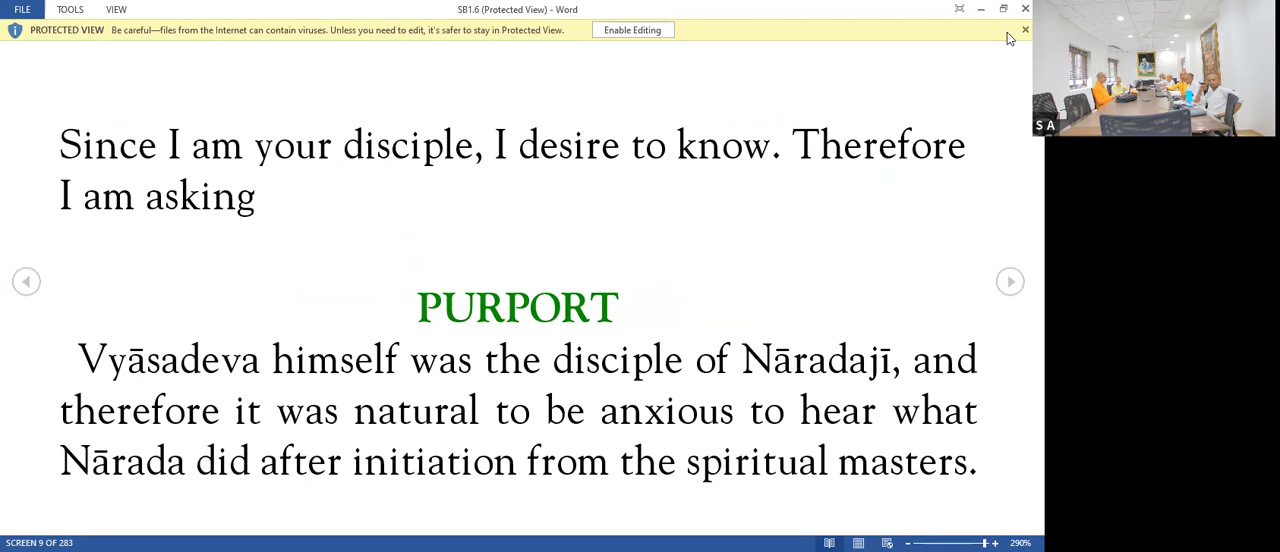 FILE TOOLS VIEW SB1.6 (Protected View) - Word
PROTECTED VIEW Be careful—files from the Internet can contain viruses. Unless you need to edit, it's safer to stay in Protected View. Enable Editing
S A
Since I am your disciple, I desire to know. Therefore
I am asking
PURPORT
Vyāsadeva himself was the disciple of Nāradajī, and
therefore it was natural to be anxious to hear what
Nārada did after initiation from the spiritual masters.
SCREEN 9 OF 283 290%